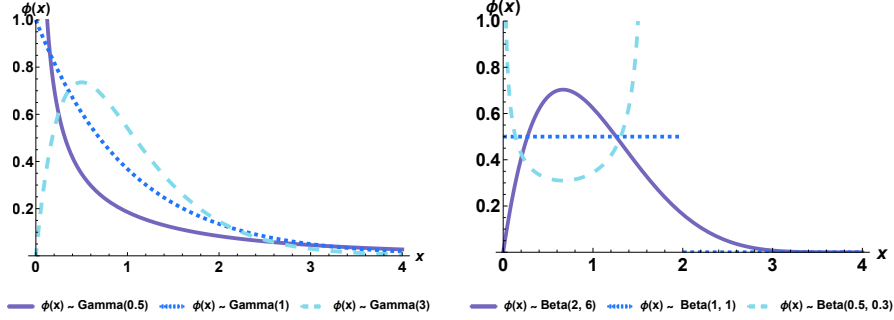 ϕ(x)
1.0
0.8
0.6
0.4
0.2
0 1 2 3 4
x
ϕ(x) ~ Gamma(0.5) ϕ(x) ~ Gamma(1) ϕ(x) ~ Gamma(3)
ϕ(x)
1.0
0.8
0.6
0.4
0.2
0 1 2 3 4
x
ϕ(x) ~ Beta(2, 6) ϕ(x) ~ Beta(1, 1) ϕ(x) ~ Beta(0.5, 0.3)